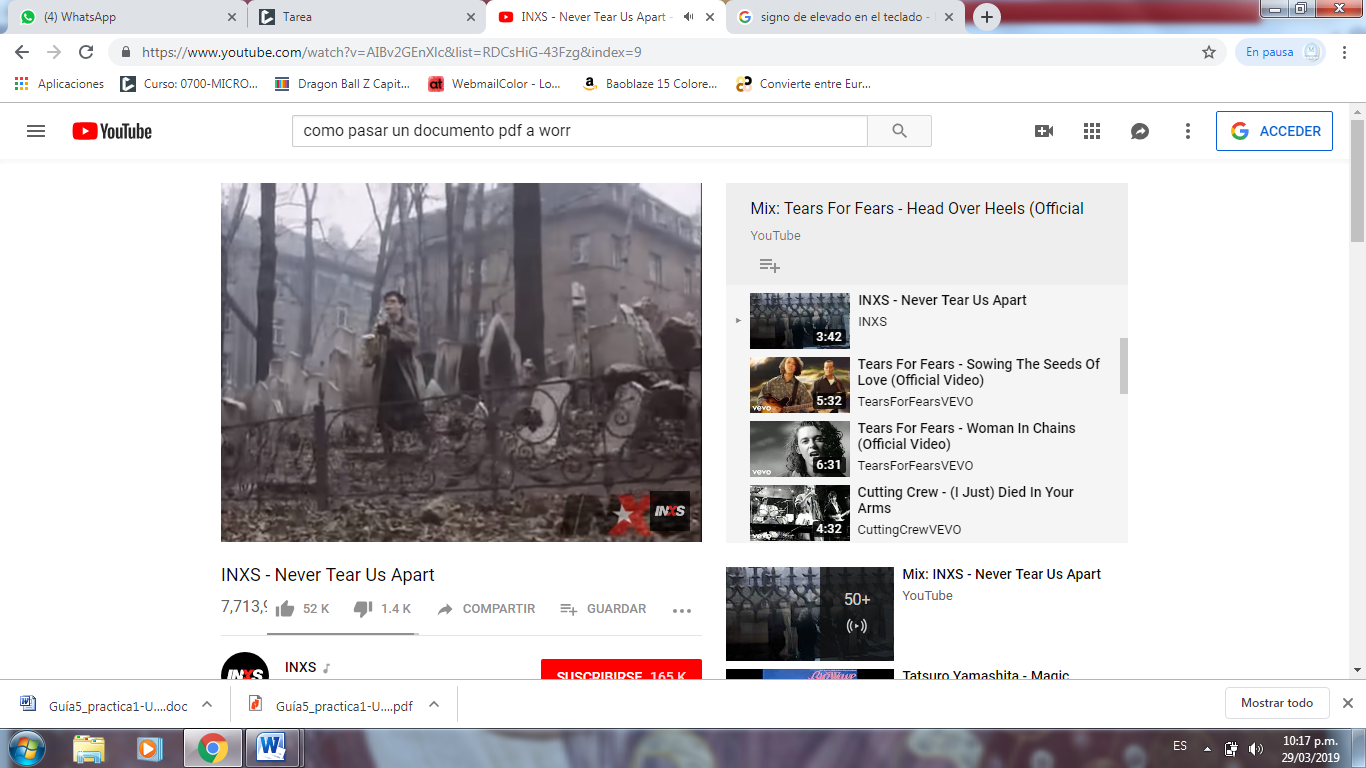 (4) WhatsApp
Tarea
INXS - Never Tear Us Apart -
signo de elevado en el teclado -
https://www.youtube.com/watch?v=AIBv2GEnXlc&list=RDCsHiG-43Fzg&index=9
En pausa
Aplicaciones
Curso: 0700-MICRO...
Dragon Ball Z Capit...
WebmailColor - Lo...
Baoblaze 15 Colore...
Convierte entre Eur...
YouTube
como pasar un documento pdf a worr
ACCEDER
INXS
INXS - Never Tear Us Apart
7,713,9
52 K
1.4 K
COMPARTIR
GUARDAR
INXS
INXS
SUSCRIBIRSE 165 K
Mix: Tears For Fears - Head Over Heels (Official
YouTube
INXS - Never Tear Us Apart
INXS
3:42
Tears For Fears - Sowing The Seeds Of
Love (Official Video)
TearsForFearsVEVO
vevo
5:32
Tears For Fears - Woman In Chains
(Official Video)
TearsForFearsVEVO
vevo
6:31
Cutting Crew - (I Just) Died In Your
Arms
CuttingCrewVEVO
vevo
4:32
50+
Mix: INXS - Never Tear Us Apart
YouTube
Tatsuro Yamashita - Magic
Guía5_practica1-U....doc
Guía5_practica1-U....pdf
Mostrar todo
ES
10:17 p.m.
29/03/2019